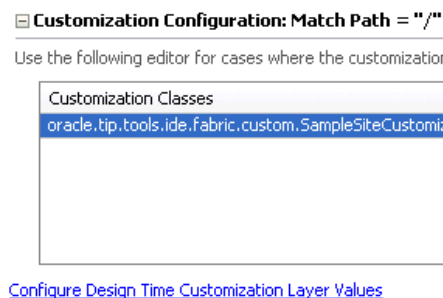 Customization Configuration: Match Path = "/"
Use the following editor for cases where the customization
Customization Classes
oracle.tip.tools.ide.fabric.custom.SampleSiteCustomiz
Configure Design Time Customization Layer Values